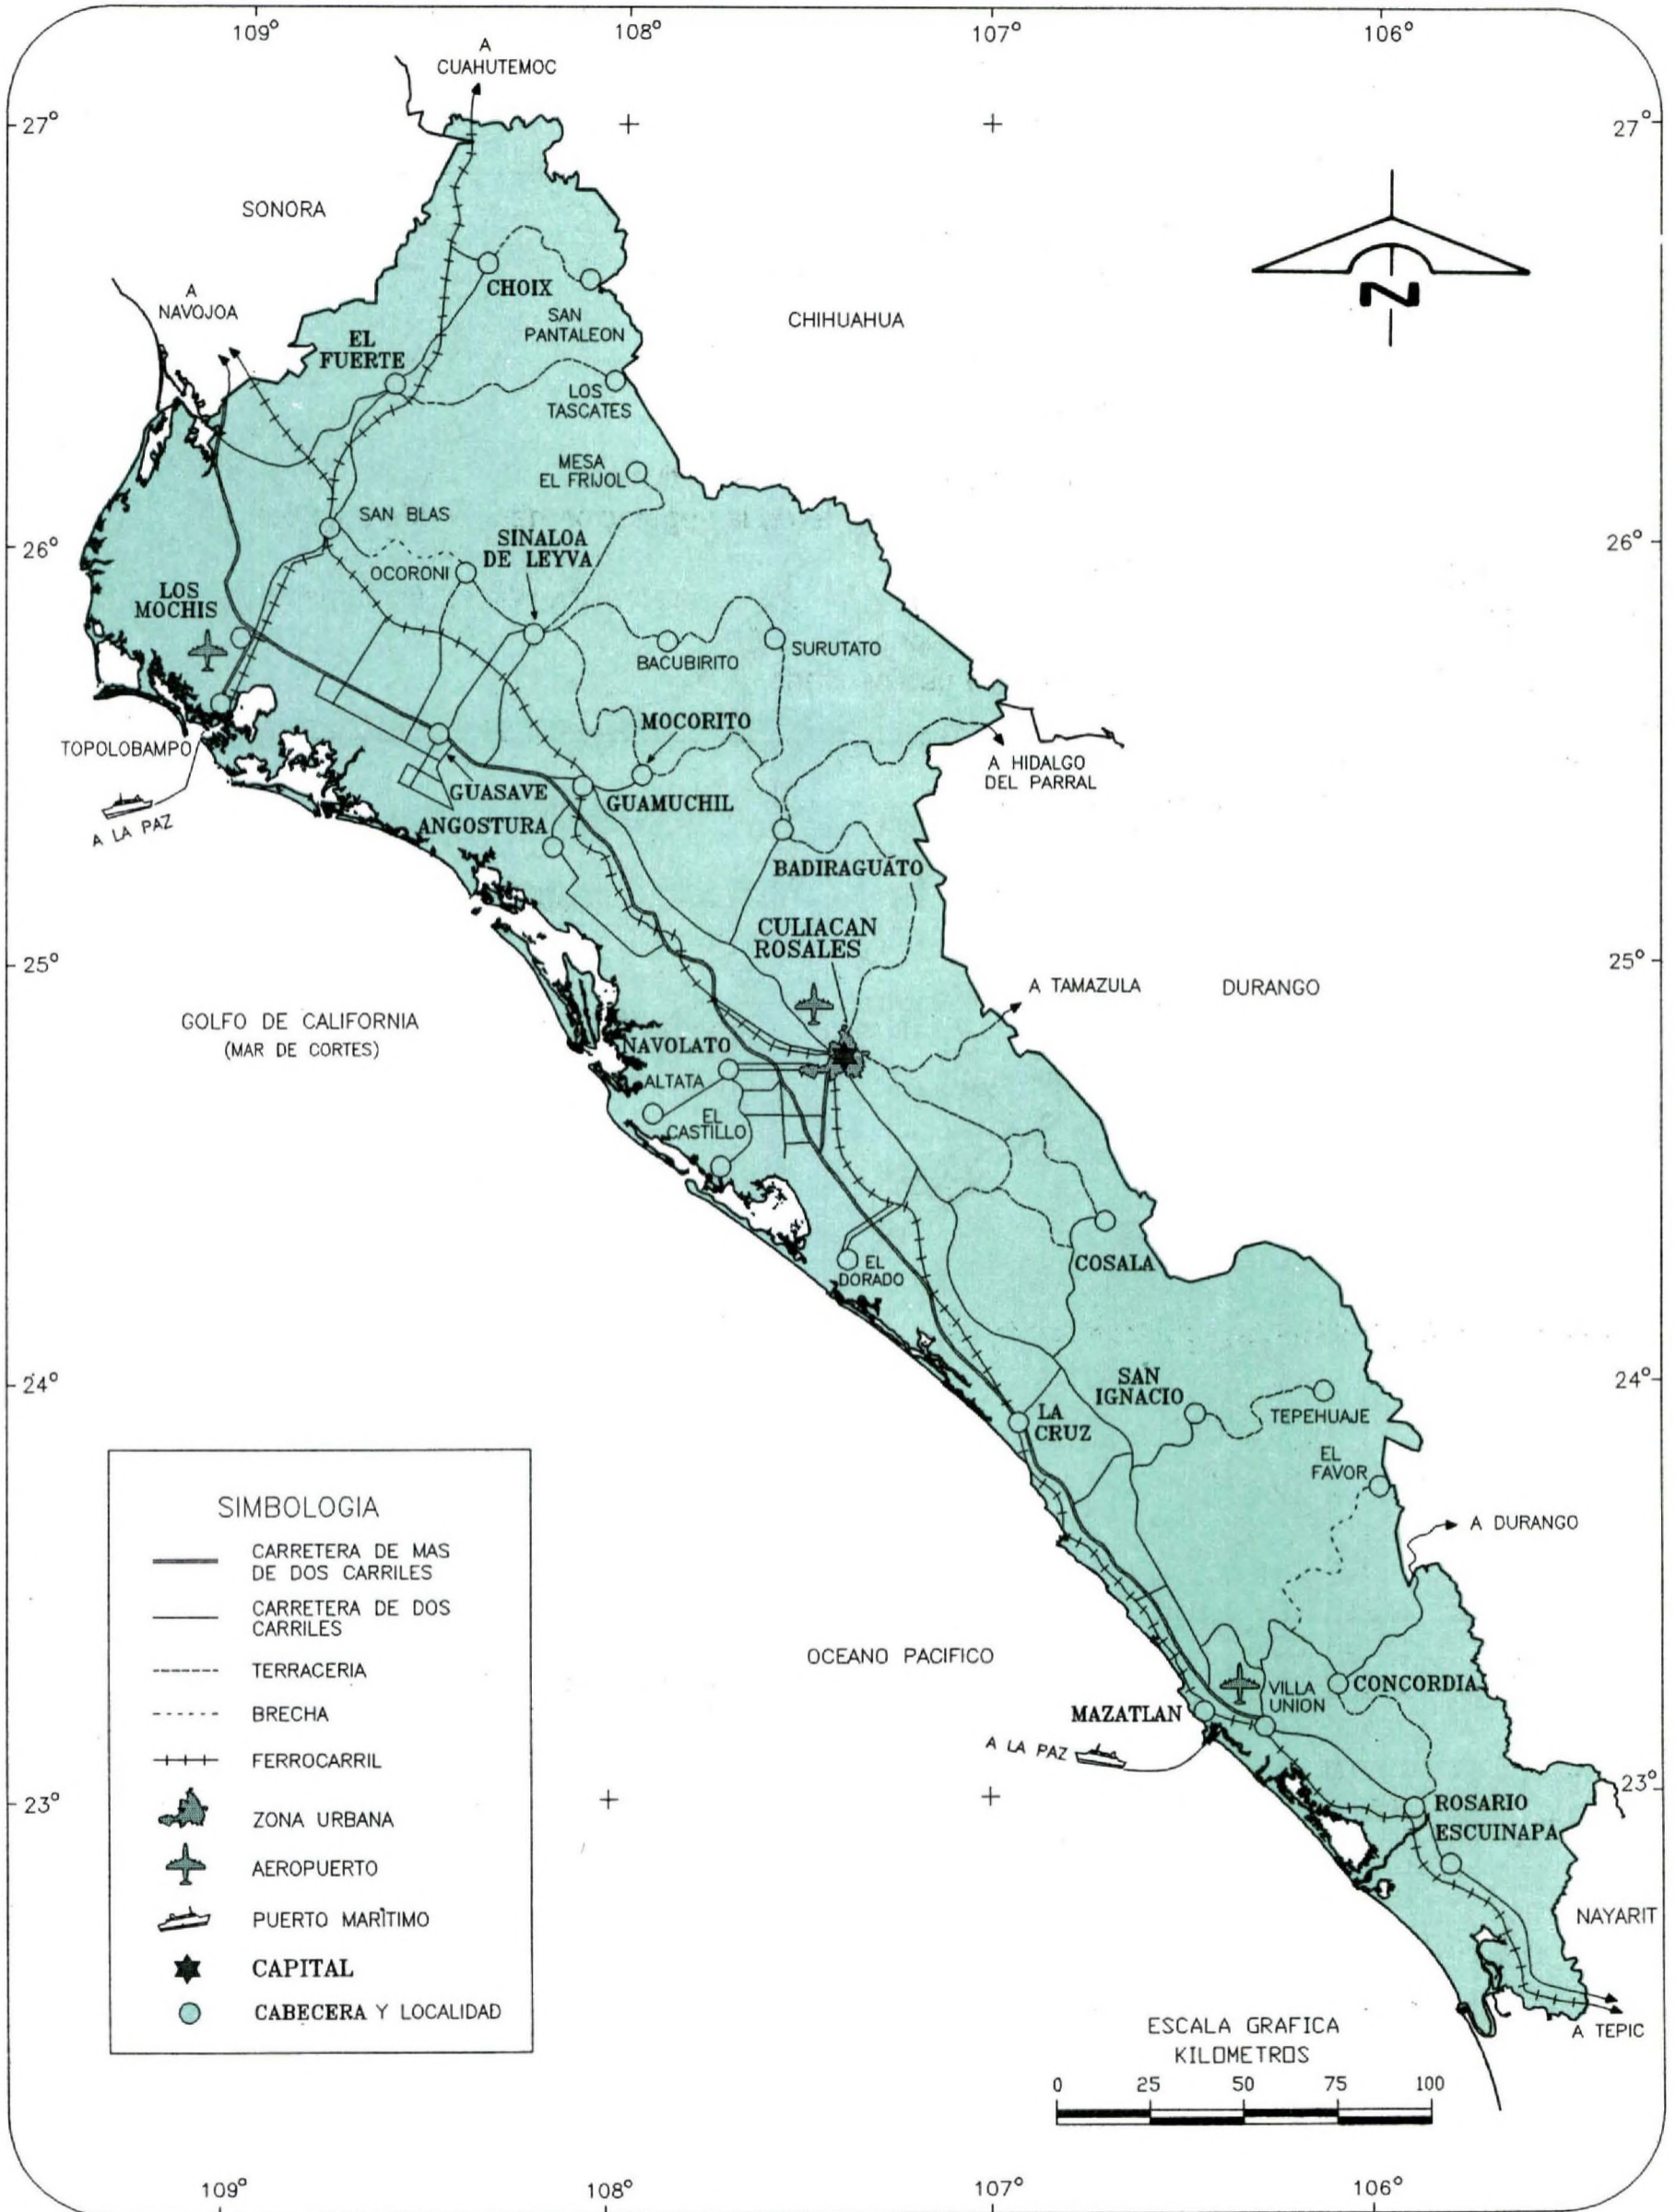 109°
108°
107°
106°
A
CUAHUTEMOC
27°
27°
SONORA
A
NAVOJOA
CHOIX
SAN
PANTALEON
CHIHUAHUA
N
EL
FUERTE
LOS
TASCATES
MESA
EL FRIJOL
SAN BLAS
SINALOA
DE LEYVA
26°
26°
OCORONI
LOS
MOCHIS
BACUBIRITO
SURUTATO
MOCORITO
TOPOLOBAMPO
A HIDALGO
DEL PARRAL
GUASAVE
GUAMUCHIL
A LA PAZ
ANGOSTURA
BADIRAGUATO
CULIACAN
ROSALES
25°
25°
A TAMAZULA
DURANGO
GOLFO DE CALIFORNIA
(MAR DE CORTES)
NAVOLATO
ALTATA
EL
CASTILLO
COSALA
EL
DORADO
24°
24°
SAN
IGNACIO
TEPEHUAJE
LA
CRUZ
EL
FAVOR
A DURANGO
SIMBOLOGIA
CARRETERA DE MAS
DE DOS CARRILES
CARRETERA DE DOS
CARRILES
TERRACERIA
BRECHA
FERROCARRIL
ZONA URBANA
AEROPUERTO
PUERTO MARITIMO
CAPITAL
CABECERA Y LOCALIDAD
OCEANO PACIFICO
CONCORDIA
VILLA
UNION
MAZATLAN
A LA PAZ
23°
23°
ROSARIO
ESCUINAPA
NAYARIT
A TEPIC
ESCALA GRAFICA
KILOMETROS
0 25 50 75 100
109°
108°
107°
106°